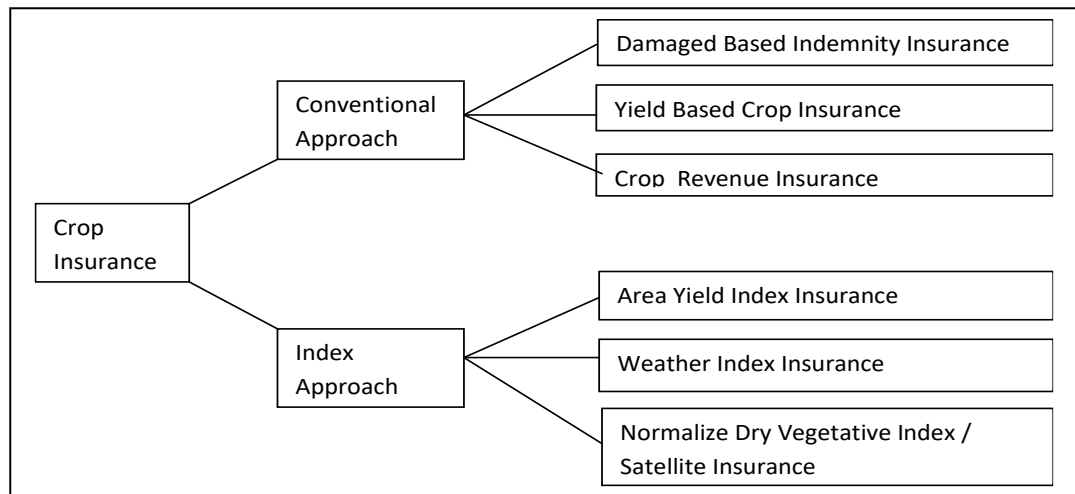 Damaged Based Indemnity Insurance
Conventional
Approach
Yield Based Crop Insurance
Crop Revenue Insurance
Crop
Insurance
Area Yield Index Insurance
Index
Approach
Weather Index Insurance
Normalize Dry Vegetative Index /
Satellite Insurance